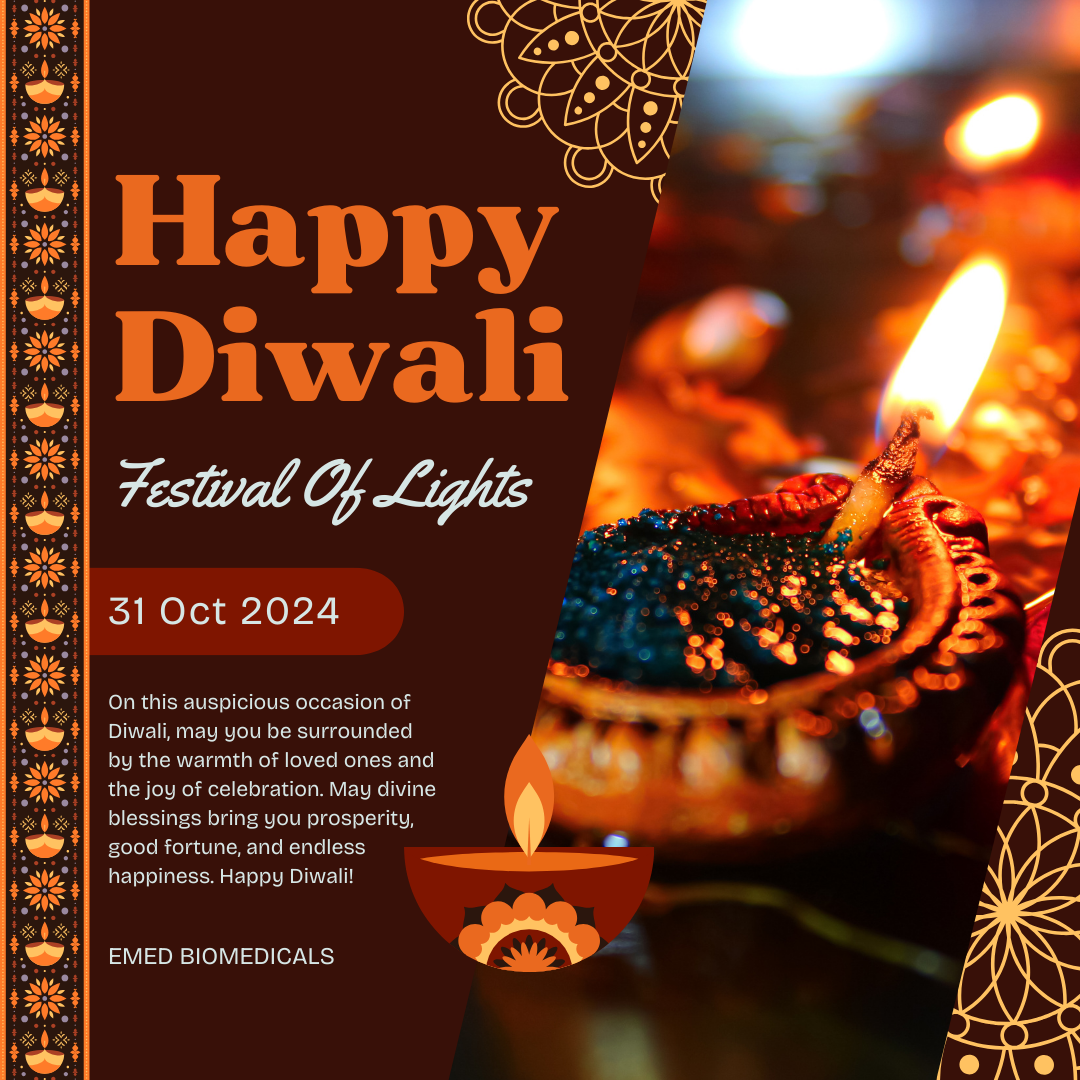 Happy
Diwali
Festival Of Lights
31 Oct 2024
On this auspicious occasion of
Diwali, may you be surrounded
by the warmth of loved ones and
the joy of celebration. May divine
blessings bring you prosperity,
good fortune, and endless
happiness. Happy Diwali!
EMED BIOMEDICALS